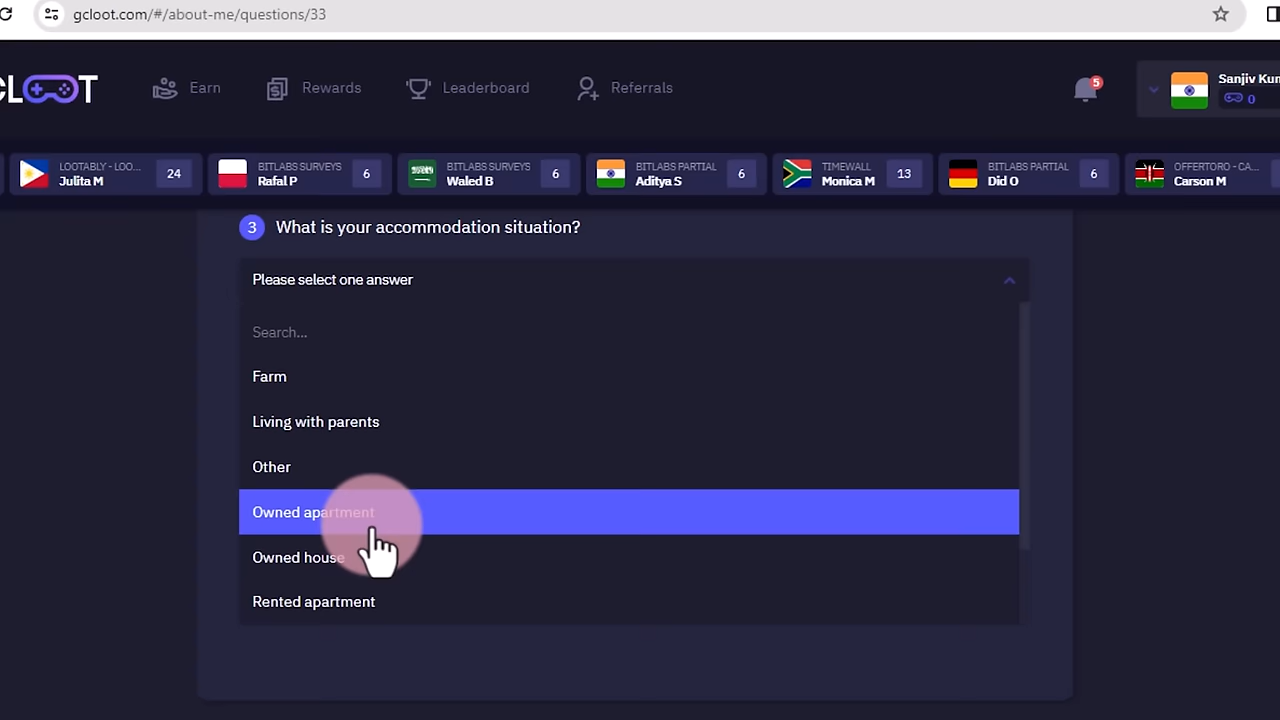 gcloot.com/#/about-me/questions/33
Earn
Rewards
Leaderboard
Referrals
5
Sanjiv Kum
0
LOOTABLY - LOO...
Julita M
24
BITLABS SURVEYS
Rafal P
6
BITLABS SURVEYS
Waled B
6
BITLABS PARTIAL
Aditya S
6
TIMEWALL
Monica M
13
BITLABS PARTIAL
Did O
6
OFFERTORO - CA...
Carson M
3 What is your accommodation situation?
Please select one answer
Search...
Farm
Living with parents
Other
Owned apartment
Owned house
Rented apartment